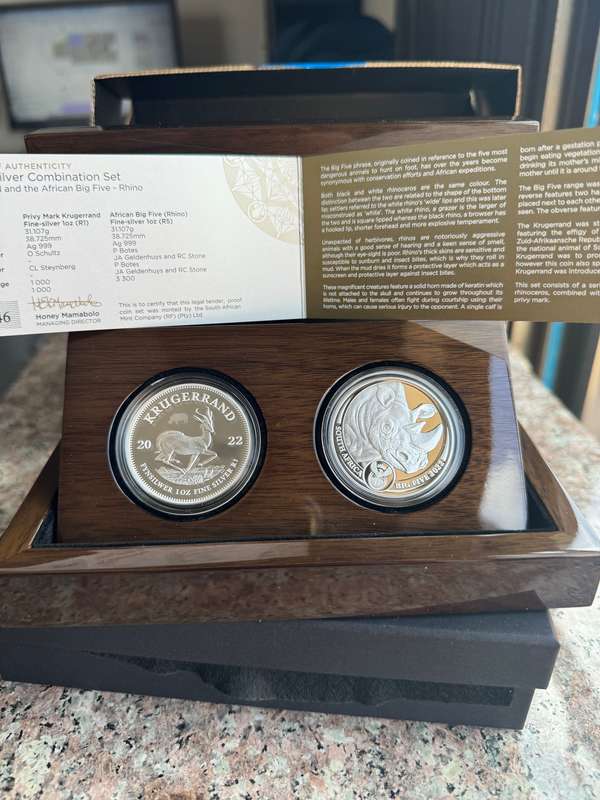 F AUTHENTICITY
ilver Combination Set
l and the African Big Five – Rhino
Privy Mark Krugerrand African Big Five (Rhino)
Fine-silver 1oz (R1) Fine-silver 1oz (R5)
31.107g 31.107g
38.725mm 38.725mm
Ag 999 Ag 999
O Schultz P Botes
- JA Geldenhuys and RC Stone
CL Steynberg P Botes
- JA Geldenhuys and RC Stone
1 000 3 300
1 000
46
Honey Mamabolo
MANAGING DIRECTOR
This is to certify that this legal tender, proof
coin set was minted by the South African
Mint Company (RF) (Pty) Ltd.
The Big Five phrase, originally coined in reference to the five most
dangerous animals to hunt on foot, has over the years become
synonymous with conservation efforts and African expeditions.
Both black and white rhinoceros are the same colour. The
distinction between the two are related to the shape of the bottom
lip settlers referred to the white rhino's 'wide' lips and this was later
misconstrued as 'white'. The white rhino, a grazer is the larger of
the two and is square lipped whereas the black rhino, a browser has
a hooked lip, shorter forehead and more explosive temperament.
Unexpected of herbivores, rhinos are notoriously aggressive
animals with a good sense of hearing and a keen sense of smell,
although their eye-sight is poor. Rhino's thick skins are sensitive and
susceptible to sunburn and insect bites, which is why they roll in
mud. When the mud dries it forms a protective layer which acts as a
sunscreen and protective layer against insect bites.
These magnificent creatures feature a solid horn made of keratin which
is not attached to the skull and continues to grow throughout its
lifetime. Males and females often fight during courtship using their
horns, which can cause serious injury to the opponent. A single calf is
born after a gestation p
begin eating vegetation
drinking its mother's mil
mother until it is around t
The Big Five range was
reverse features two ha
placed next to each othe
seen. The obverse featur
The Krugerrand was st
featuring the effigy of
Zuid-Afrikaansche Republi
the national animal of So
Krugerrand was to pro
however this coin also sp
Krugerrand was introduce
This set consists of a se
rhinoceros, combined wit
privy mark.
KRUGERRAND
20 22
FYNSILWER 1 OZ FINE SILVER R1
SOUTH AFRICA
BIG FIVE